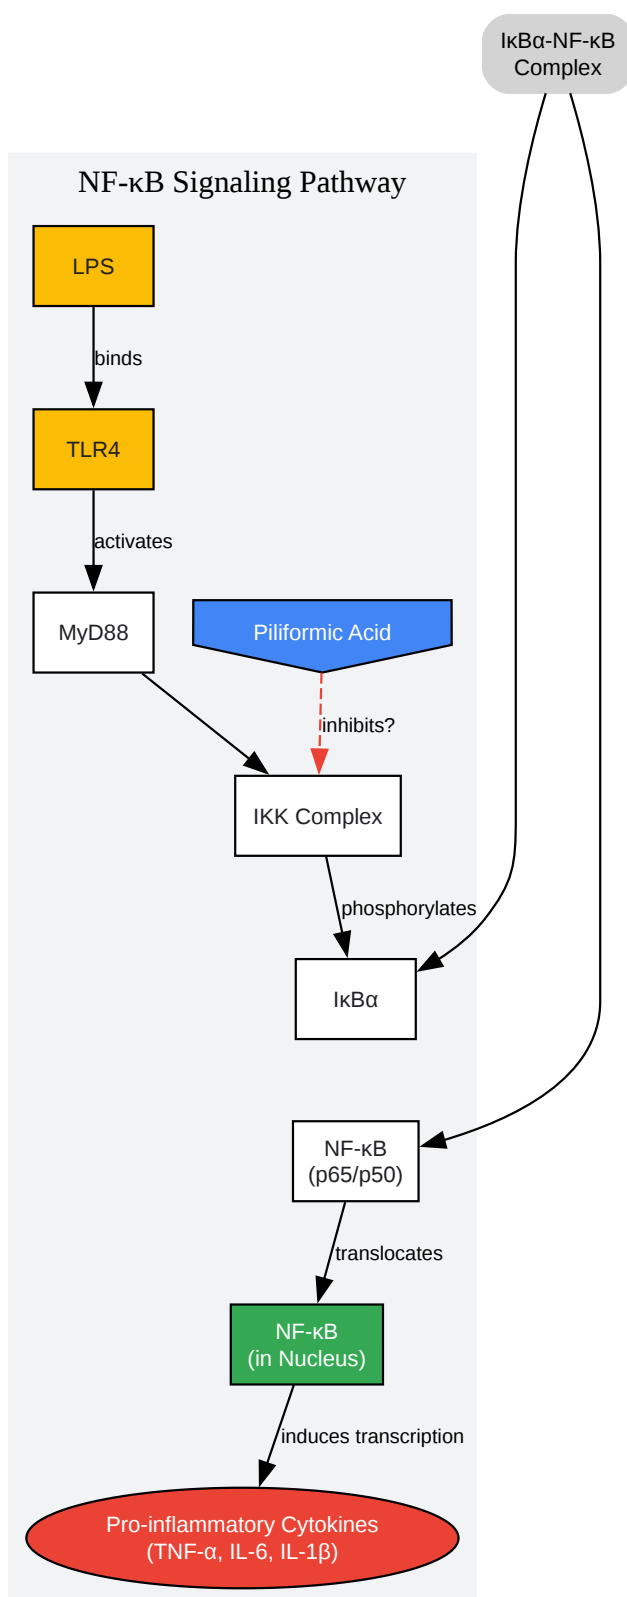 IκBα-NF-κB
Complex
NF-κB Signaling Pathway
LPS
binds
TLR4
activates
MyD88
Piliformic Acid
inhibits?
IKK Complex
phosphorylates
IκBα
NF-κB
(p65/p50)
translocates
NF-κB
(in Nucleus)
induces transcription
Pro-inflammatory Cytokines
(TNF-α, IL-6, IL-1β)